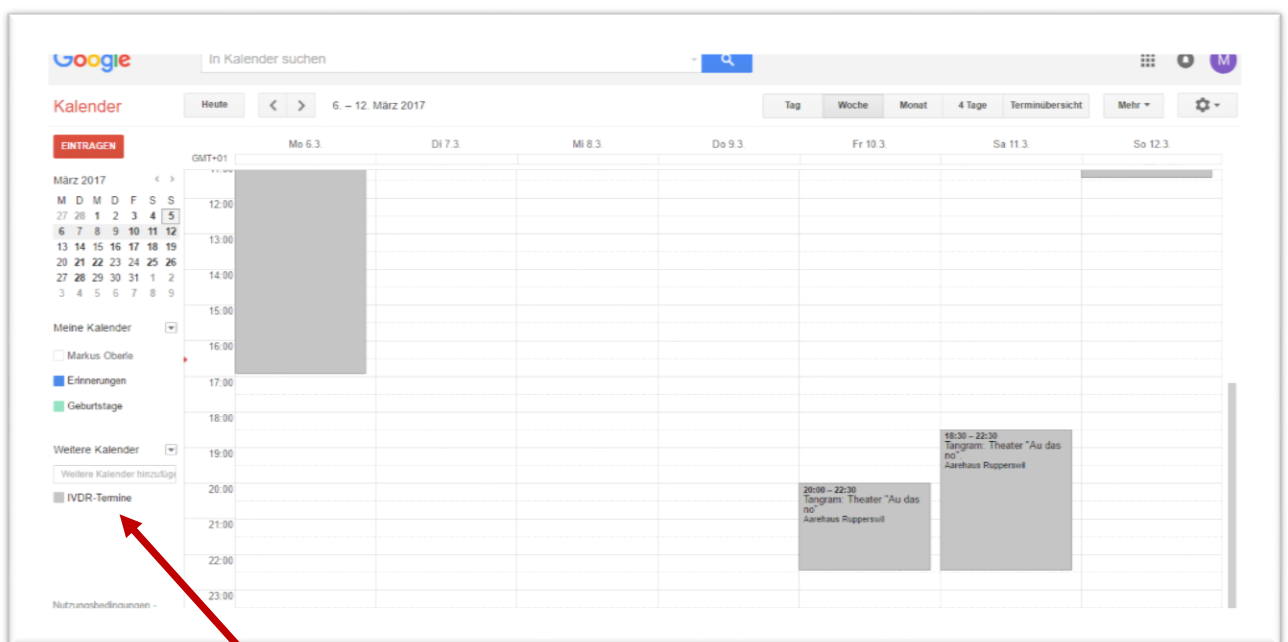 Google
In Kalender suchen
M
Kalender
Heute
6. – 12. März 2017
Tag Woche Monat 4 Tage Terminübersicht Mehr
EINTRAGEN
GMT+01
Mo 6.3. Di 7.3. Mi 8.3. Do 9.3. Fr 10.3. Sa 11.3. So 12.3.
März 2017
M D M D F S S
27 28 1 2 3 4 5
6 7 8 9 10 11 12
13 14 15 16 17 18 19
20 21 22 23 24 25 26
27 28 29 30 31 1 2
3 4 5 6 7 8 9
Meine Kalender
Markus Oberle
Erinnerungen
Geburtstage
Weitere Kalender
Weitere Kalender hinzufüge
IVDR-Termine
Nutzungsbedingungen -
12:00
13:00
14:00
15:00
16:00
17:00
18:00
19:00
20:00
21:00
22:00
23:00
20:00 – 22:30
Tangram: Theater "Au das
no"
Aarehaus Rupperswil
18:30 – 22:30
Tangram: Theater "Au das
no".
Aarehaus Rupperswil